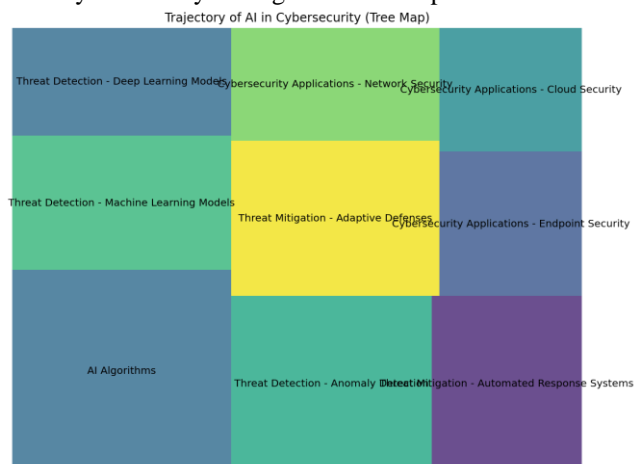 Trajectory of AI in Cybersecurity (Tree Map)
Threat Detection - Deep Learning Models
Cybersecurity Applications - Network Security
Cybersecurity Applications - Cloud Security
Threat Detection - Machine Learning Models
Threat Mitigation - Adaptive Defenses
Cybersecurity Applications - Endpoint Security
AI Algorithms
Threat Detection - Anomaly Detection
Threat Mitigation - Automated Response Systems